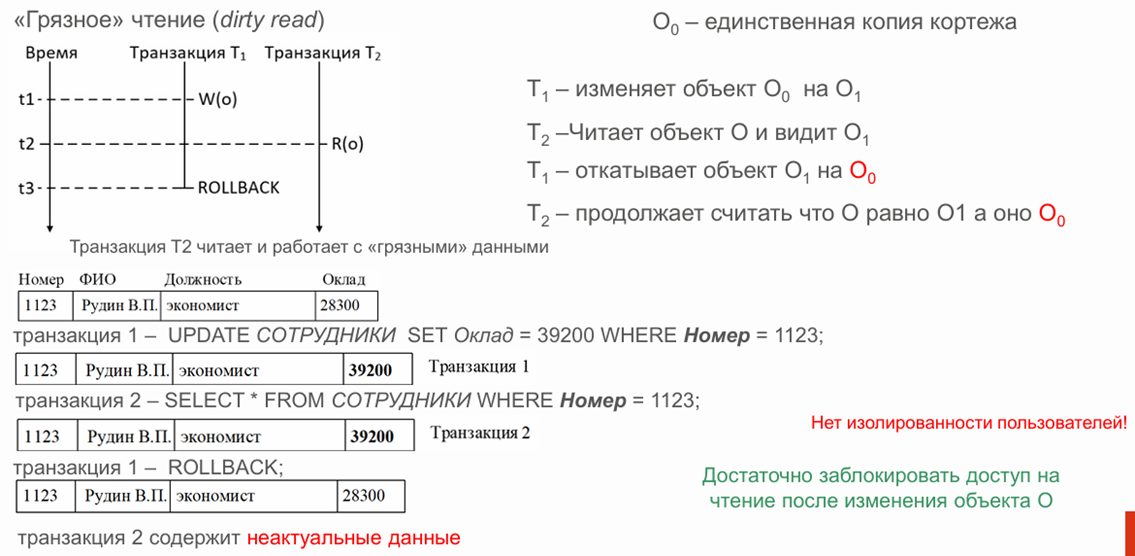 «Грязное» чтение (dirty read)
O₀ – единственная копия кортежа
Время Транзакция T₁ Транзакция T₂
t1 W(o)
t2 R(o)
t3 ROLLBACK
T₁ – изменяет объект O₀ на O₁
T₂ –Читает объект O и видит O₁
T₁ – откатывает объект O₁ на O₀
T₂ – продолжает считать что O равно O1 а оно O₀
Транзакция T2 читает и работает с «грязными» данными
Номер ФИО Должность Оклад
1123 Рудин В.П. экономист 28300
транзакция 1 – UPDATE СОТРУДНИКИ SET Оклад = 39200 WHERE Номер = 1123;
1123 Рудин В.П. экономист 39200 Транзакция 1
транзакция 2 – SELECT * FROM СОТРУДНИКИ WHERE Номер = 1123;
1123 Рудин В.П. экономист 39200 Транзакция 2
Нет изолированности пользователей!
транзакция 1 – ROLLBACK;
1123 Рудин В.П. экономист 28300
Достаточно заблокировать доступ на
чтение после изменения объекта O
транзакция 2 содержит неактуальные данные